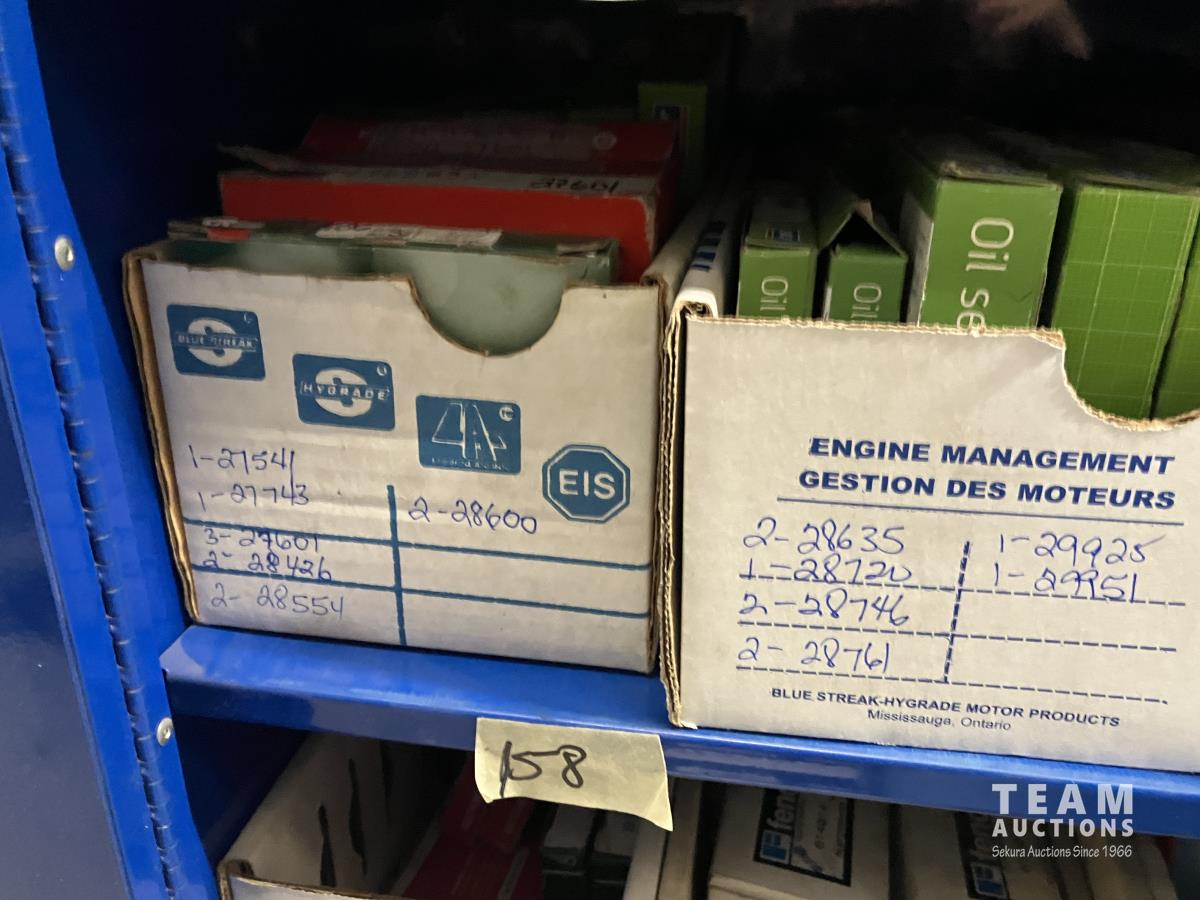 27601
BLUE STREAK
HYGRADE
4A
EIS
1-27541
1-27743
3-27601
2-28426
2-28554
2-28600
Oil
Oil
Oil se
ENGINE MANAGEMENT
GESTION DES MOTEURS
2-28635
1-28720
2-28746
2-28761
1-29925
1-29951
BLUE STREAK-HYGRADE MOTOR PRODUCTS
Mississauga, Ontario
158
TEAM
AUCTIONS
Sekura Auctions Since 1966